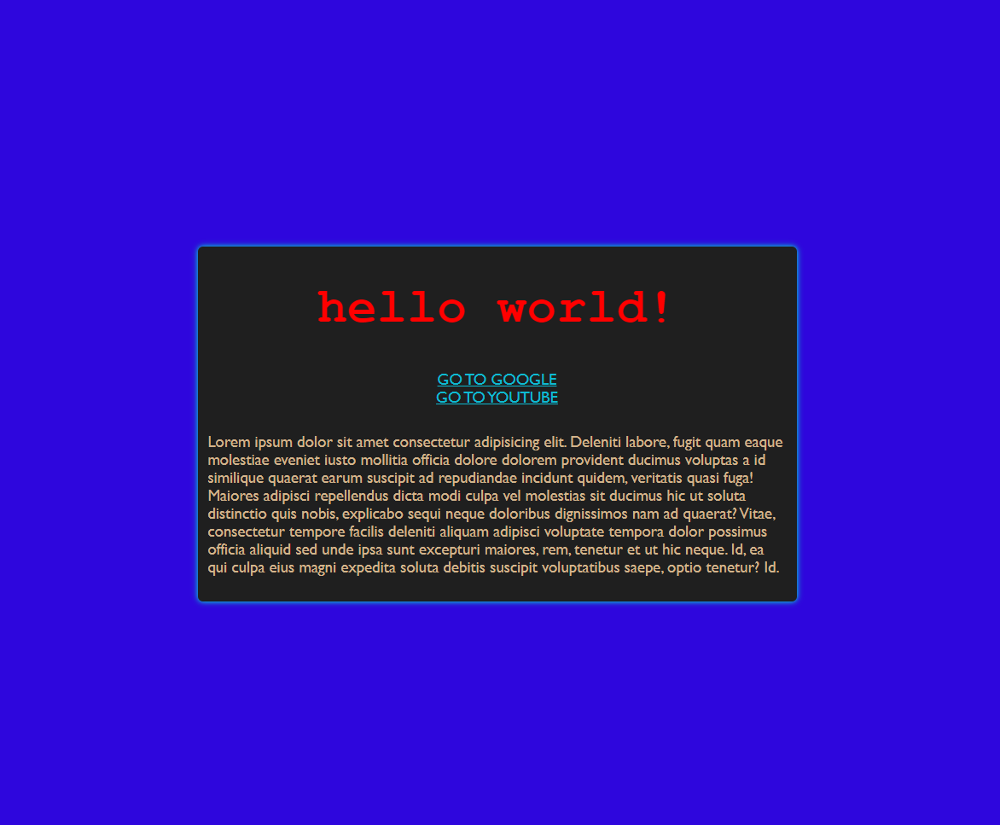 hello world!
GO TO GOOGLE
GO TO YOUTUBE
Lorem ipsum dolor sit amet consectetur adipisicing elit. Deleniti labore, fugit quam eaque
molestiae eveniet iusto mollitia officia dolore dolorem provident ducimus voluptas a id
similique quaerat earum suscipit ad repudiandae incidunt quidem, veritatis quasi fuga!
Maiores adipisci repellendus dicta modi culpa vel molestias sit ducimus hic ut soluta
distinctio quis nobis, explicabo sequi neque doloribus dignissimos nam ad quaerat? Vitae,
consectetur tempore facilis deleniti aliquam adipisci voluptate tempora dolor possimus
officia aliquid sed unde ipsa sunt excepturi maiores, rem, tenetur et ut hic neque. Id, ea
qui culpa eius magni expedita soluta debitis suscipit voluptatibus saepe, optio tenetur? Id.